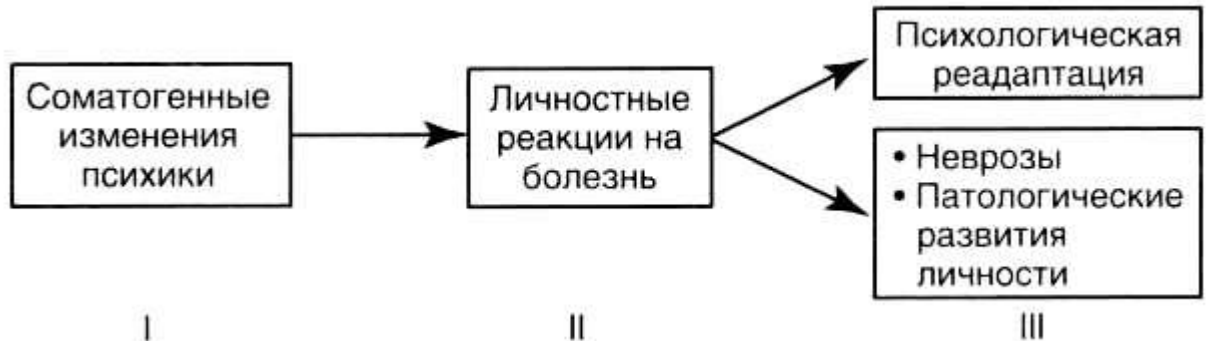 Соматогенные
изменения
психики
Личностные
реакции на
болезнь
Психологическая
реадаптация
• Неврозы
• Патологические
развития
личности
I
II
III